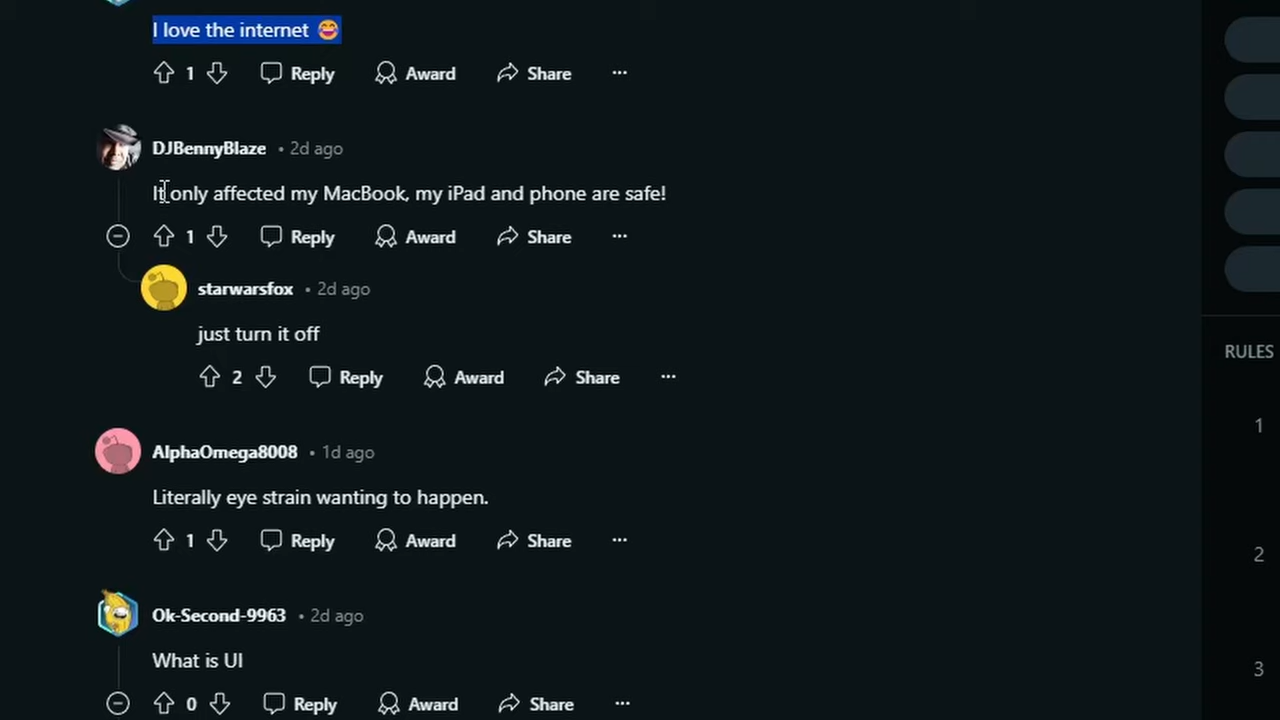 I love the internet 😂
1 Reply Award Share ...
DJBennyBlaze • 2d ago
It only affected my MacBook, my iPad and phone are safe!
1 Reply Award Share ...
starwarsfox • 2d ago
just turn it off
2 Reply Award Share ...
RULES
1
AlphaOmega8008 • 1d ago
Literally eye strain wanting to happen.
1 Reply Award Share ...
2
Ok-Second-9963 • 2d ago
What is UI
3
0 Reply Award Share ...